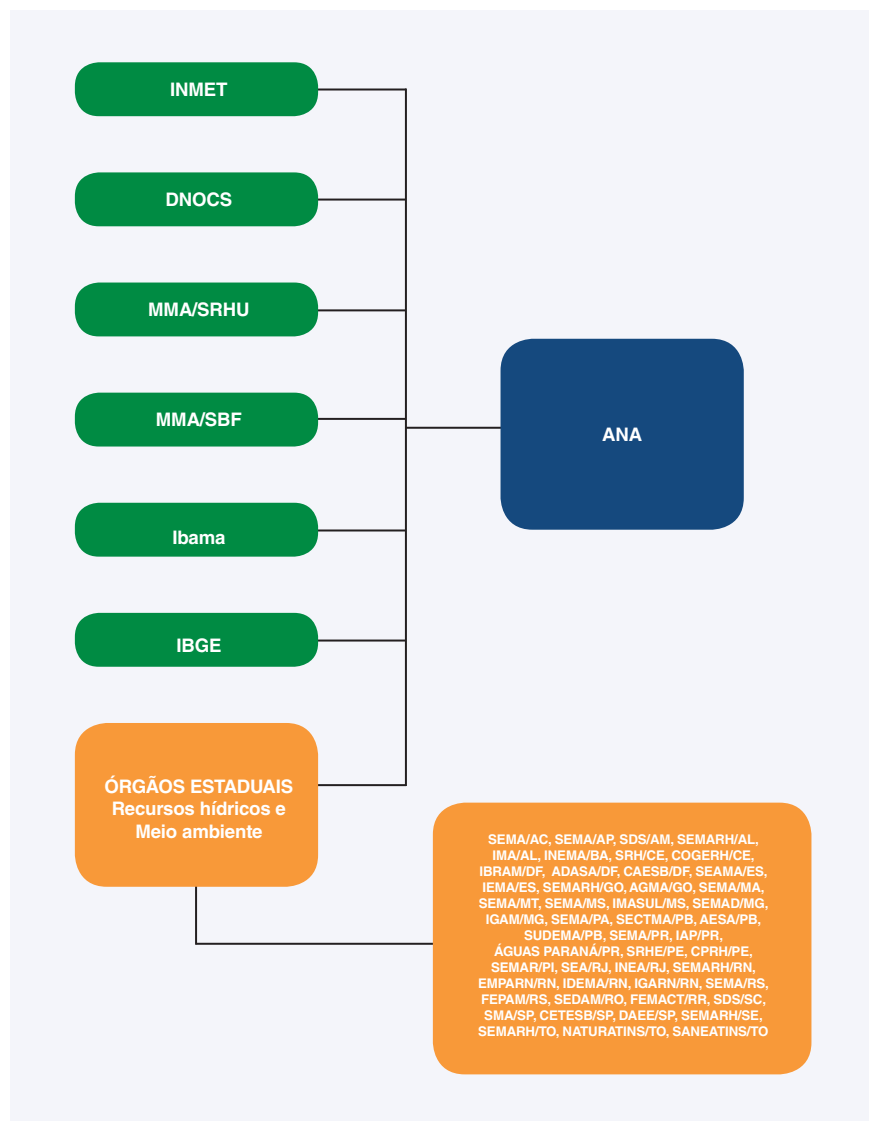 INMET
DNOCS
MMA/SRHU
MMA/SBF
Ibama
IBGE
ANA
ÓRGÃOS ESTADUAIS
Recursos hídricos e
Meio ambiente
SEMA/AC, SEMA/AP, SDS/AM, SEMARH/AL,
IMA/AL, INEMA/BA, SRH/CE, COGERH/CE,
IBRAM/DF, ADASA/DF, CAESB/DF, SEAMA/ES,
IEMA/ES, SEMARH/GO, AGMA/GO, SEMA/MA,
SEMA/MT, SEMA/MS, IMASUL/MS, SEMAD/MG,
IGAM/MG, SEMA/PA, SECTMA/PB, AESA/PB,
SUDEMA/PB, SEMA/PR, IAP/PR,
ÁGUAS PARANÁ/PR, SRHE/PE, CPRH/PE,
SEMAR/PI, SEA/RJ, INEA/RJ, SEMARH/RN,
EMPARN/RN, IDEMA/RN, IGARN/RN, SEMA/RS,
FEPAM/RS, SEDAM/RO, FEMACT/RR, SDS/SC,
SMA/SP, CETESB/SP, DAEE/SP, SEMARH/SE,
SEMARH/TO, NATURATINS/TO, SANEATINS/TO